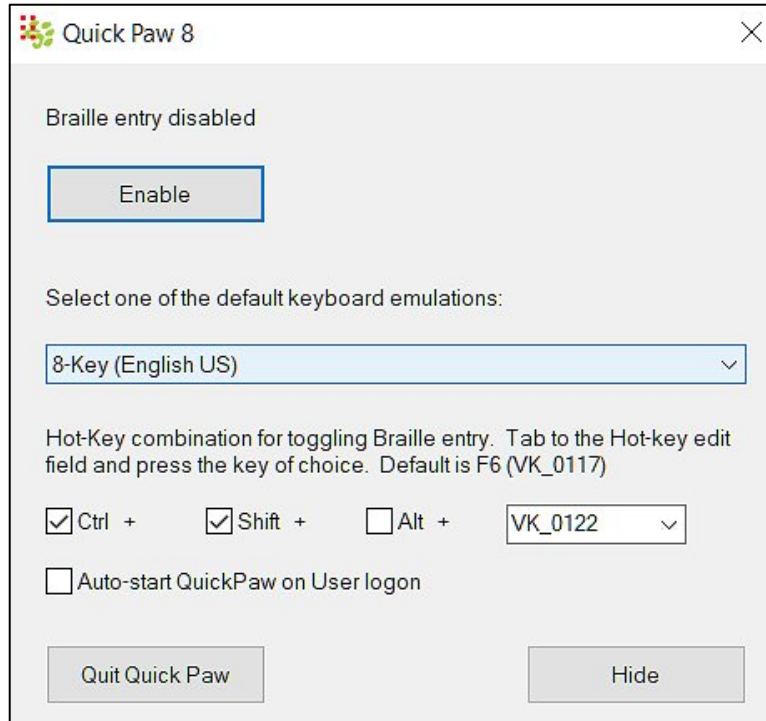 Quick Paw 8
Braille entry disabled
Enable
Select one of the default keyboard emulations:
8-Key (English US)
Hot-Key combination for toggling Braille entry.  Tab to the Hot-key edit
field and press the key of choice.  Default is F6 (VK_0117)
Ctrl + Shift + Alt + VK_0122
Auto-start QuickPaw on User logon
Quit Quick Paw Hide